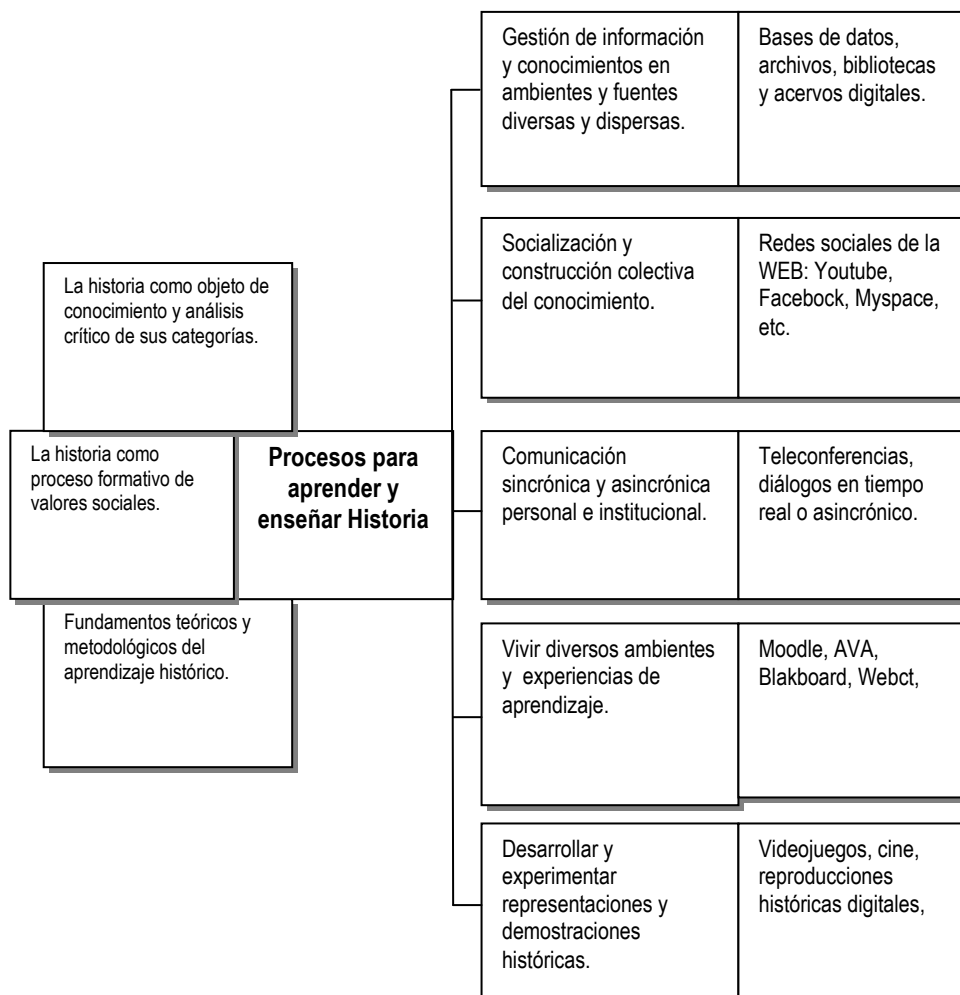 La historia como objeto de
conocimiento y análisis
crítico de sus categorías.
La historia como
proceso formativo de
valores sociales.
Fundamentos teóricos y
metodológicos del
aprendizaje histórico.
Procesos para
aprender y
enseñar Historia
Gestión de información
y conocimientos en
ambientes y fuentes
diversas y dispersas.
Bases de datos,
archivos, bibliotecas
y acervos digitales.
Socialización y
construcción colectiva
del conocimiento.
Redes sociales de la
WEB: Youtube,
Facebock, Myspace,
etc.
Comunicación
sincrónica y asincrónica
personal e institucional.
Teleconferencias,
diálogos en tiempo
real o asincrónico.
Vivir diversos ambientes
y experiencias de
aprendizaje.
Moodle, AVA,
Blakboard, Webct,
Desarrollar y
experimentar
representaciones y
demostraciones
históricas.
Videojuegos, cine,
reproducciones
históricas digitales,